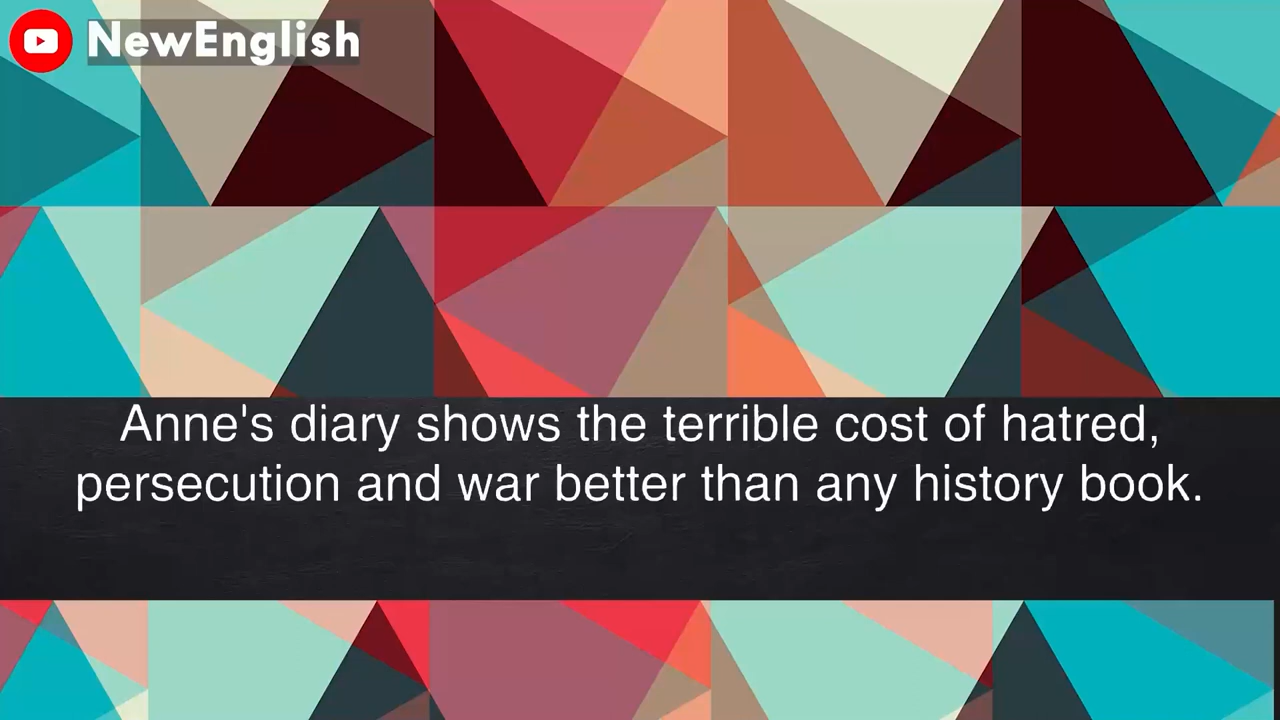 NewEnglish
Anne's diary shows the terrible cost of hatred,
persecution and war better than any history book.